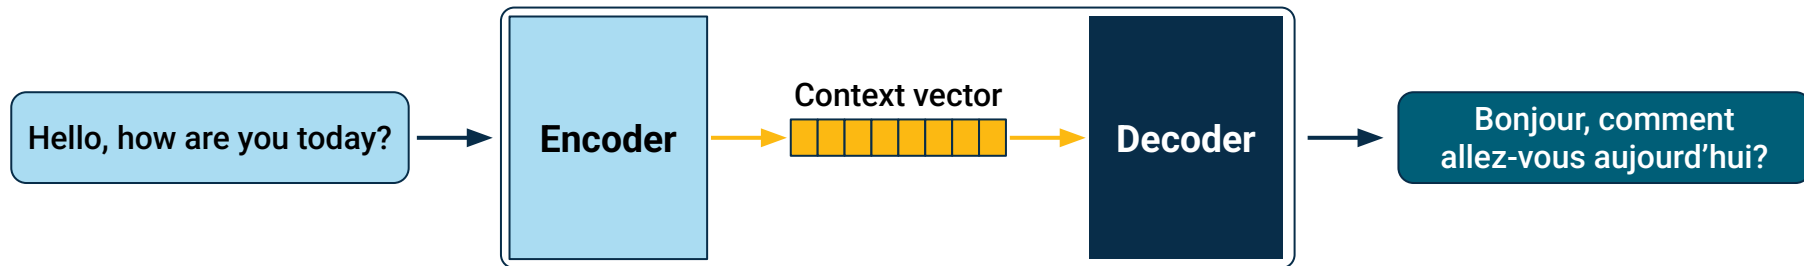 Hello, how are you today?
Encoder
Context vector
Decoder
Bonjour, comment
allez-vous aujourd’hui?